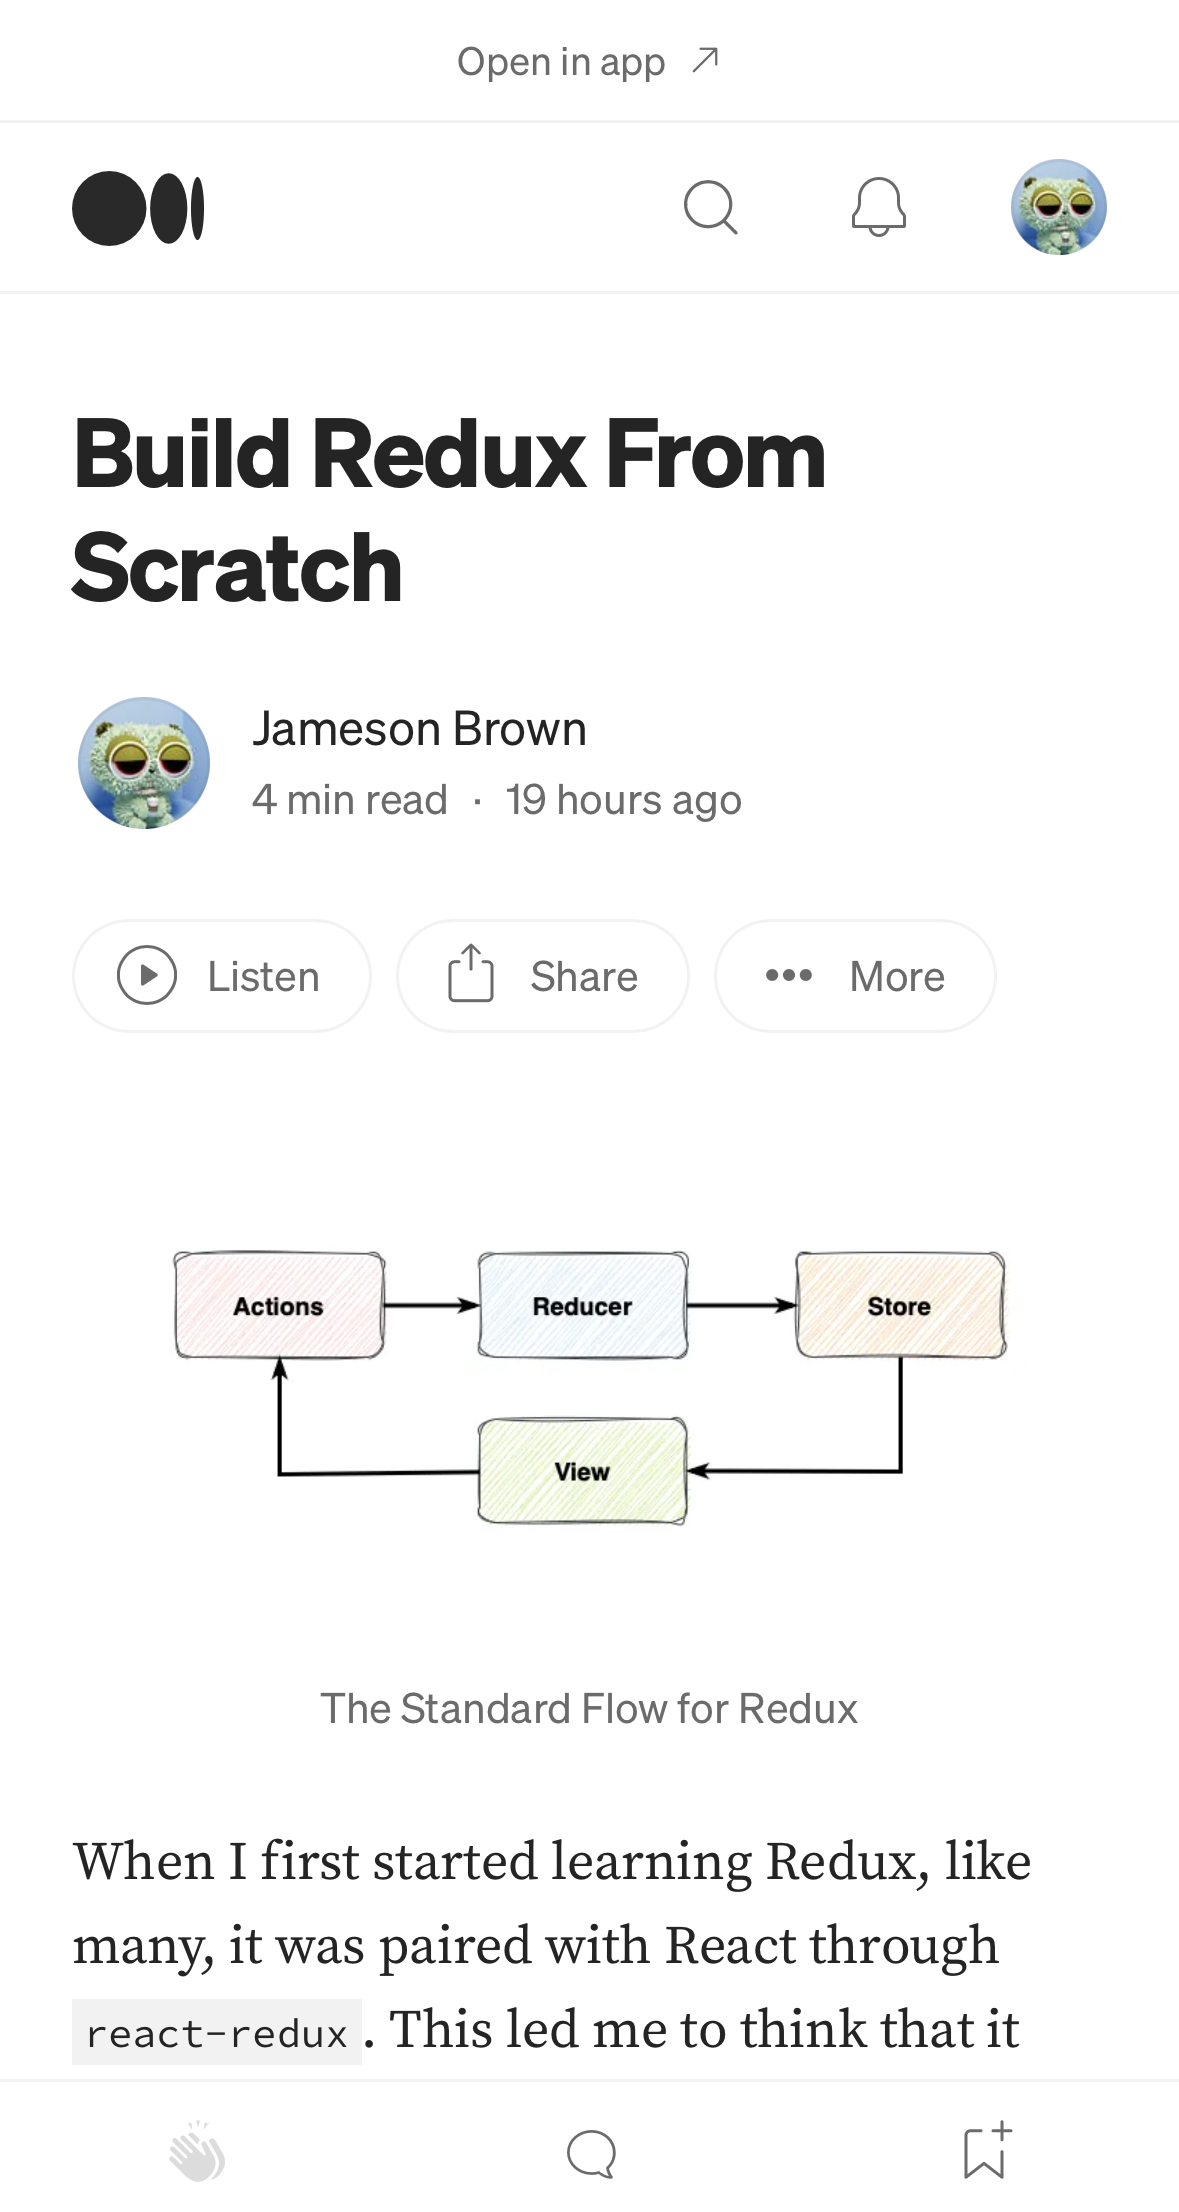 Open in app
Build Redux From
Scratch
Jameson Brown
4 min read · 19 hours ago
Listen
Share
More
Actions
Reducer
Store
View
The Standard Flow for Redux
When I first started learning Redux, like
many, it was paired with React through
react-redux. This led me to think that it